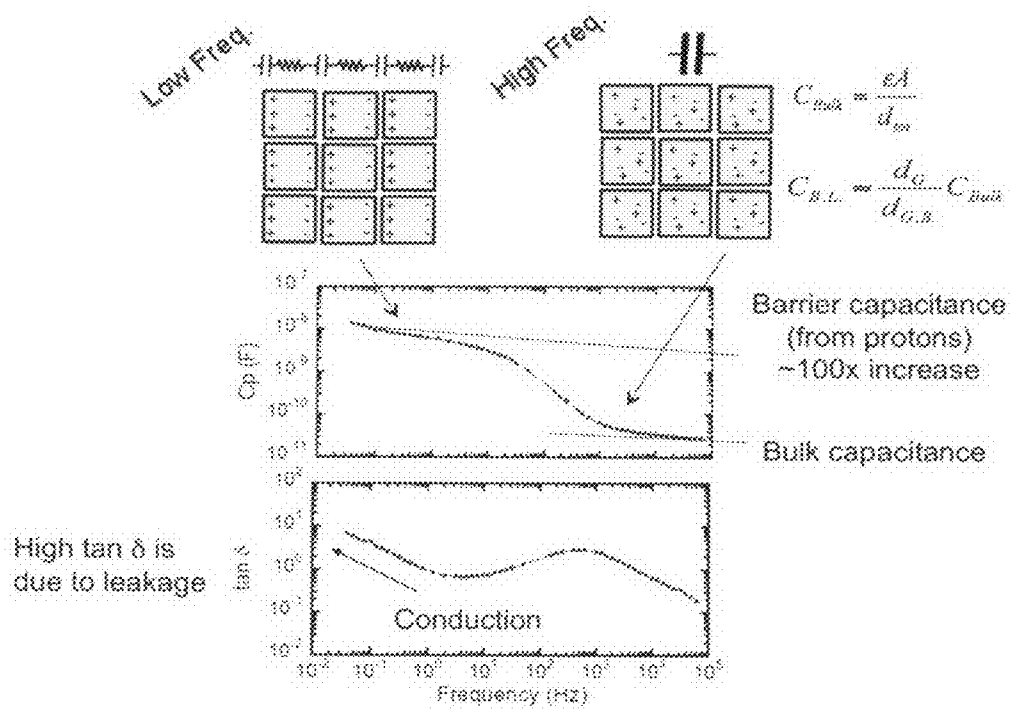 Low Freq.
High Freq.
C_Bulk = εA / d_tot
C_B.L. = d_G / d_G.B. C_Bulk
Barrier capacitance
(from protons)
~100x increase
Bulk capacitance
Cp (F)
10^-7
10^-8
10^-9
10^-10
10^-11
High tan δ is
due to leakage
tan δ
10^2
10^1
10^0
10^-1
10^-2
Conduction
10^-2 10^-1 10^0 10^1 10^2 10^3 10^4 10^5
Frequency (Hz)